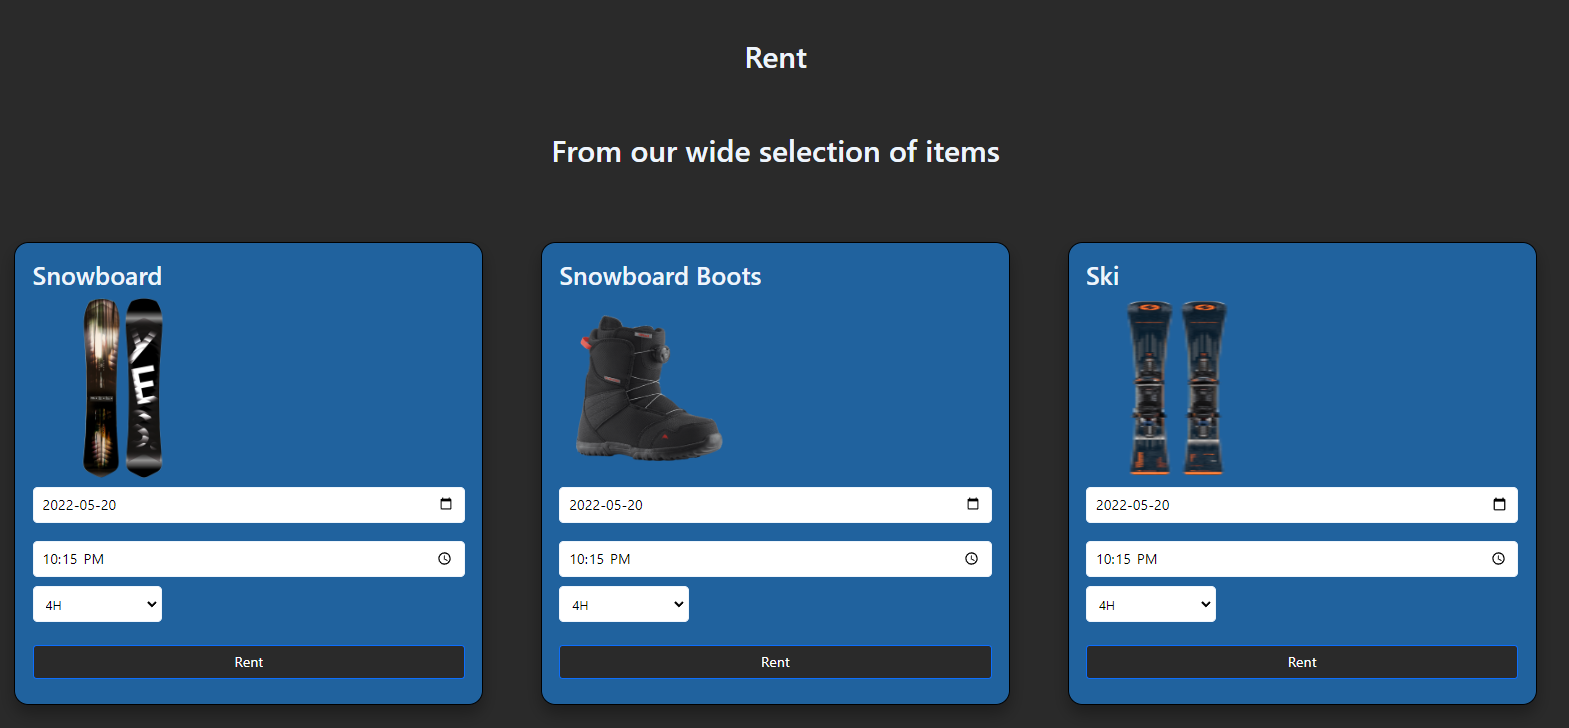 Rent
From our wide selection of items
Snowboard
2022-05-20
10:15 PM
4H
Rent
Snowboard Boots
2022-05-20
10:15 PM
4H
Rent
Ski
2022-05-20
10:15 PM
4H
Rent